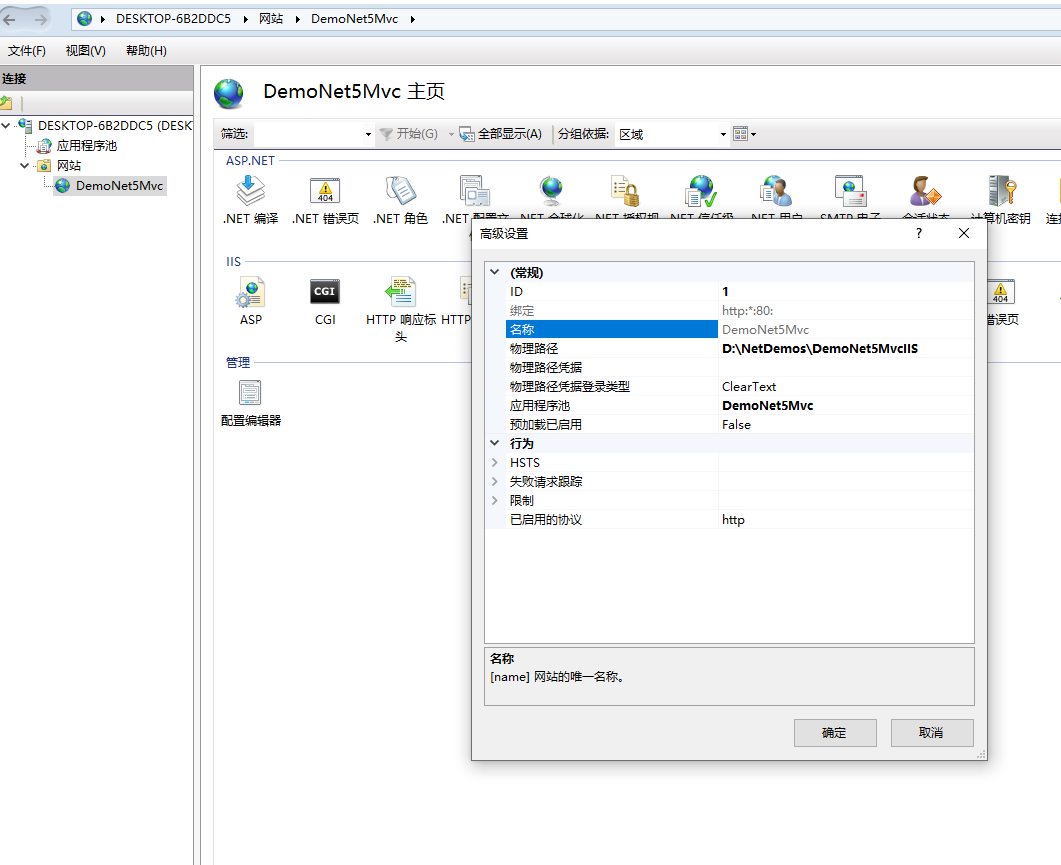 DESKTOP-6B2DDC5 网站 DemoNet5Mvc
文件(F) 视图(V) 帮助(H)
连接
DESKTOP-6B2DDC5 (DESK
应用程序池
网站
DemoNet5Mvc
DemoNet5Mvc 主页
筛选: 开始(G) 全部显示(A) 分组依据: 区域
ASP.NET
.NET 编译 .NET 错误页 .NET 角色 .NET 配置文 .NET 全球化 .NET 授权规 .NET 信任级 .NET 用户 SMTP 电子 会话状态 计算机密钥 连接
IIS
ASP CGI HTTP 响应标 HTTP 错误页
头
管理
配置编辑器
高级设置 ?
(常规)
ID 1
绑定 http:*:80:
名称 DemoNet5Mvc
物理路径 D:\NetDemos\DemoNet5MvcIIS
物理路径凭据
物理路径凭据登录类型 ClearText
应用程序池 DemoNet5Mvc
预加载已启用 False
行为
HSTS
失败请求跟踪
限制
已启用的协议 http
名称
[name] 网站的唯一名称。
确定 取消